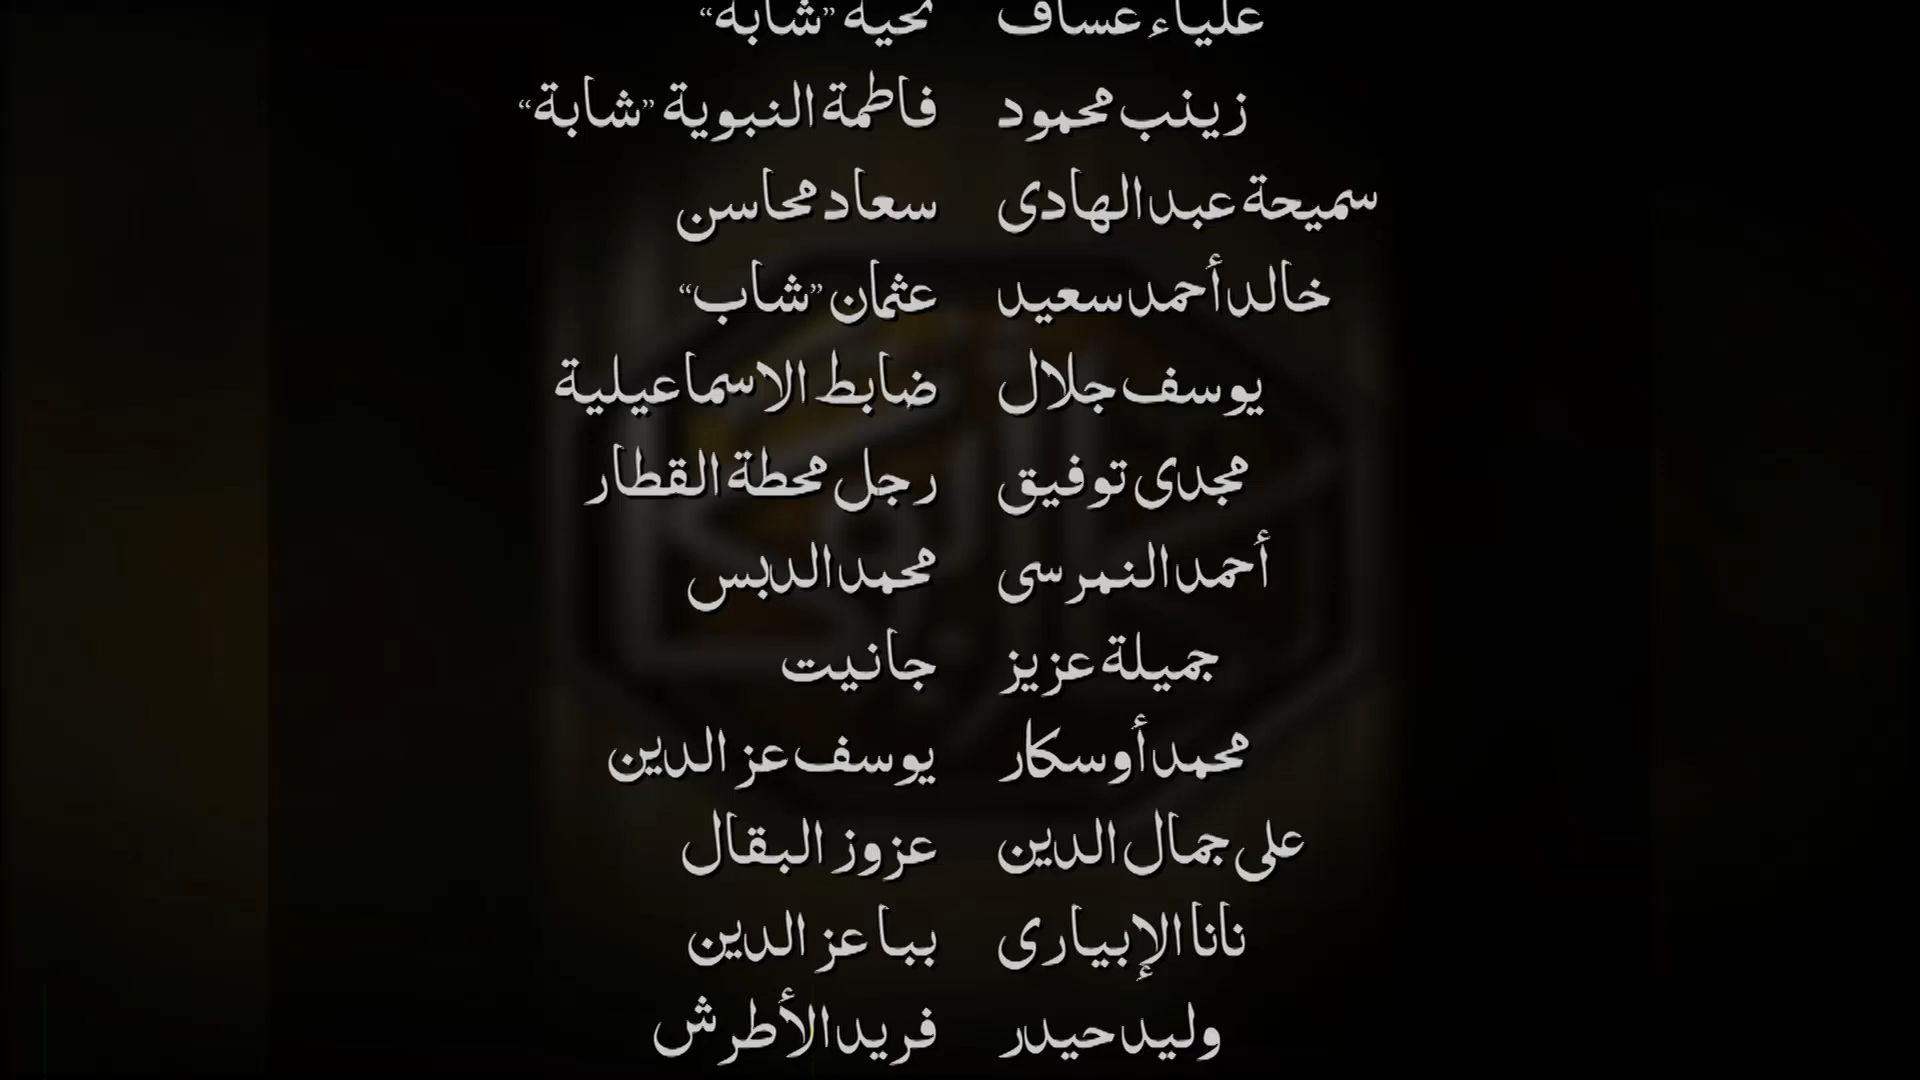 علياء عساف تحية "شابة"
زينب محمود فاطمة النبوية "شابة"
سميحة عبد الهادى سعاد محاسن
خالد أحمد سعيد عثمان "شاب"
يوسف جلال ضابط الاسماعيلية
مجدى توفيق رجل محطة القطار
أحمد النمرسى محمد الدبس
جميلة عزيز جانيت
محمد أوسكار يوسف عز الدين
على جمال الدين عزوز البقال
نانا الإبيارى ببا عز الدين
وليد حيدر فريد الأطرش